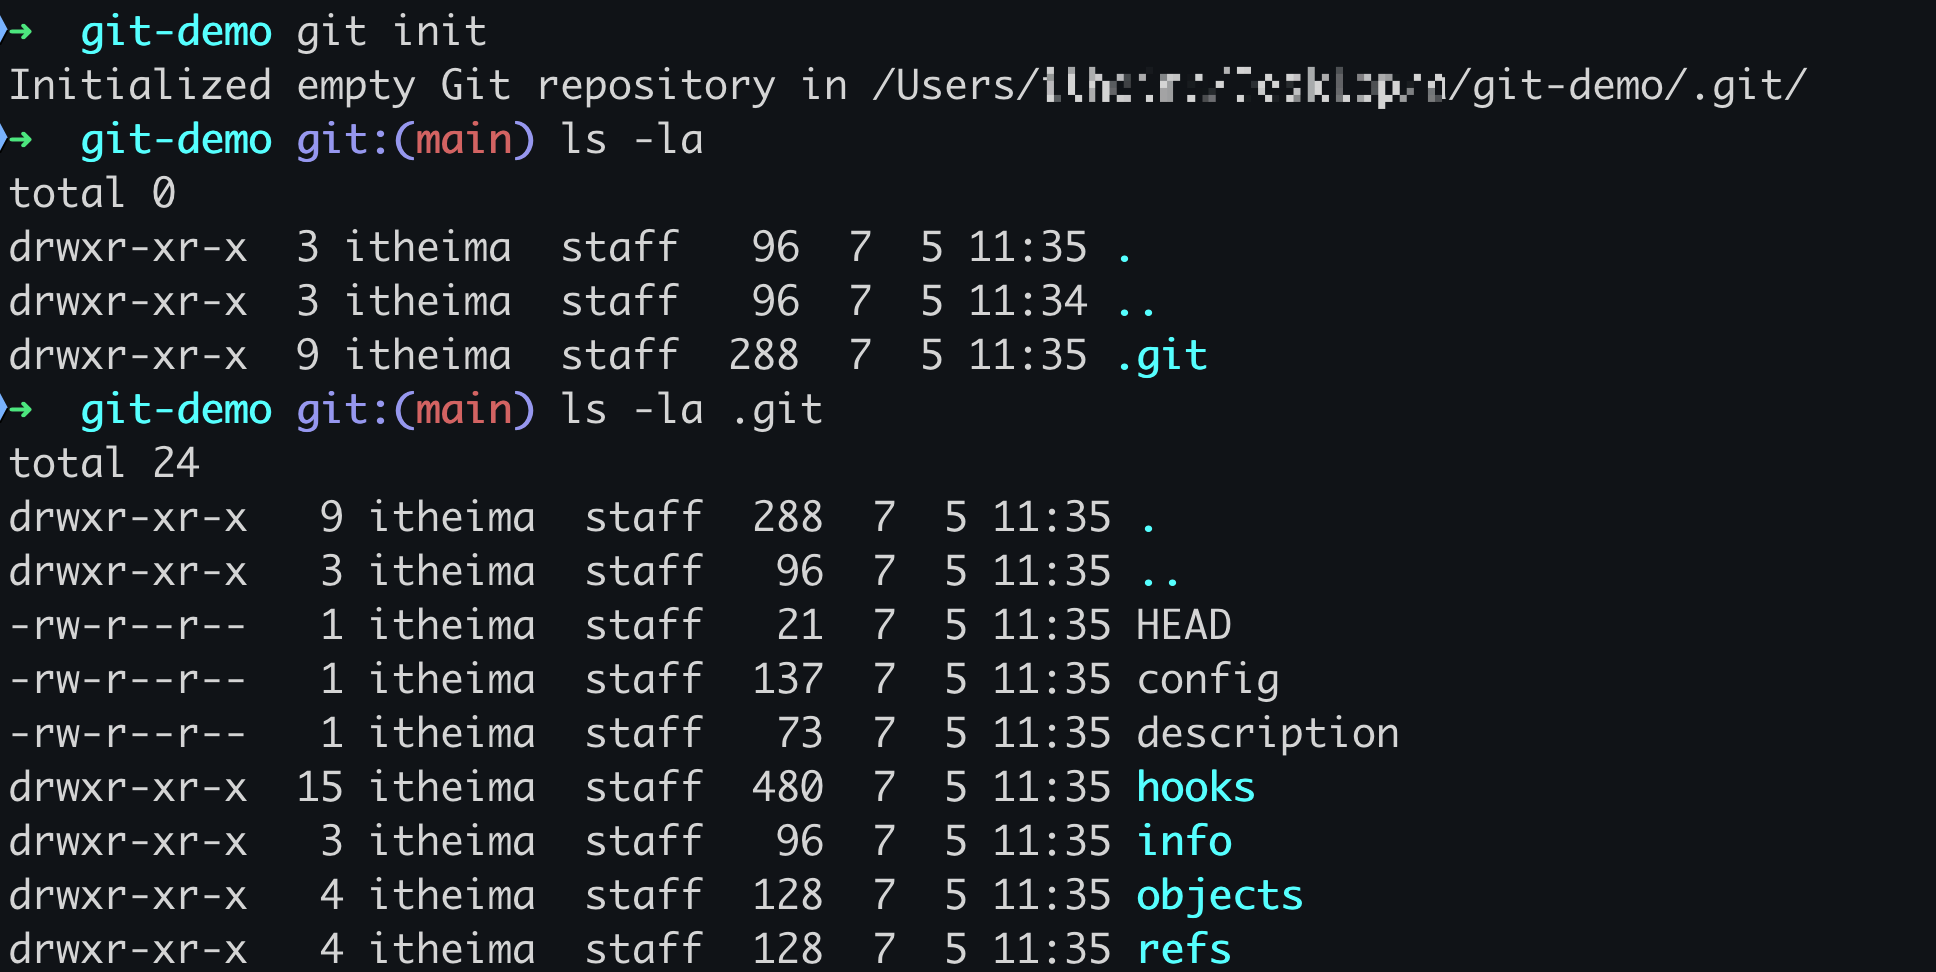 ➜  git-demo git init
Initialized empty Git repository in /Users/ /git-demo/.git/
➜  git-demo git:(main) ls -la
total 0
drwxr-xr-x  3 itheima  staff   96  7  5 11:35 .
drwxr-xr-x  3 itheima  staff   96  7  5 11:34 ..
drwxr-xr-x  9 itheima  staff  288  7  5 11:35 .git
➜  git-demo git:(main) ls -la .git
total 24
drwxr-xr-x   9 itheima  staff  288  7  5 11:35 .
drwxr-xr-x   3 itheima  staff   96  7  5 11:35 ..
-rw-r--r--   1 itheima  staff   21  7  5 11:35 HEAD
-rw-r--r--   1 itheima  staff  137  7  5 11:35 config
-rw-r--r--   1 itheima  staff   73  7  5 11:35 description
drwxr-xr-x  15 itheima  staff  480  7  5 11:35 hooks
drwxr-xr-x   3 itheima  staff   96  7  5 11:35 info
drwxr-xr-x   4 itheima  staff  128  7  5 11:35 objects
drwxr-xr-x   4 itheima  staff  128  7  5 11:35 refs